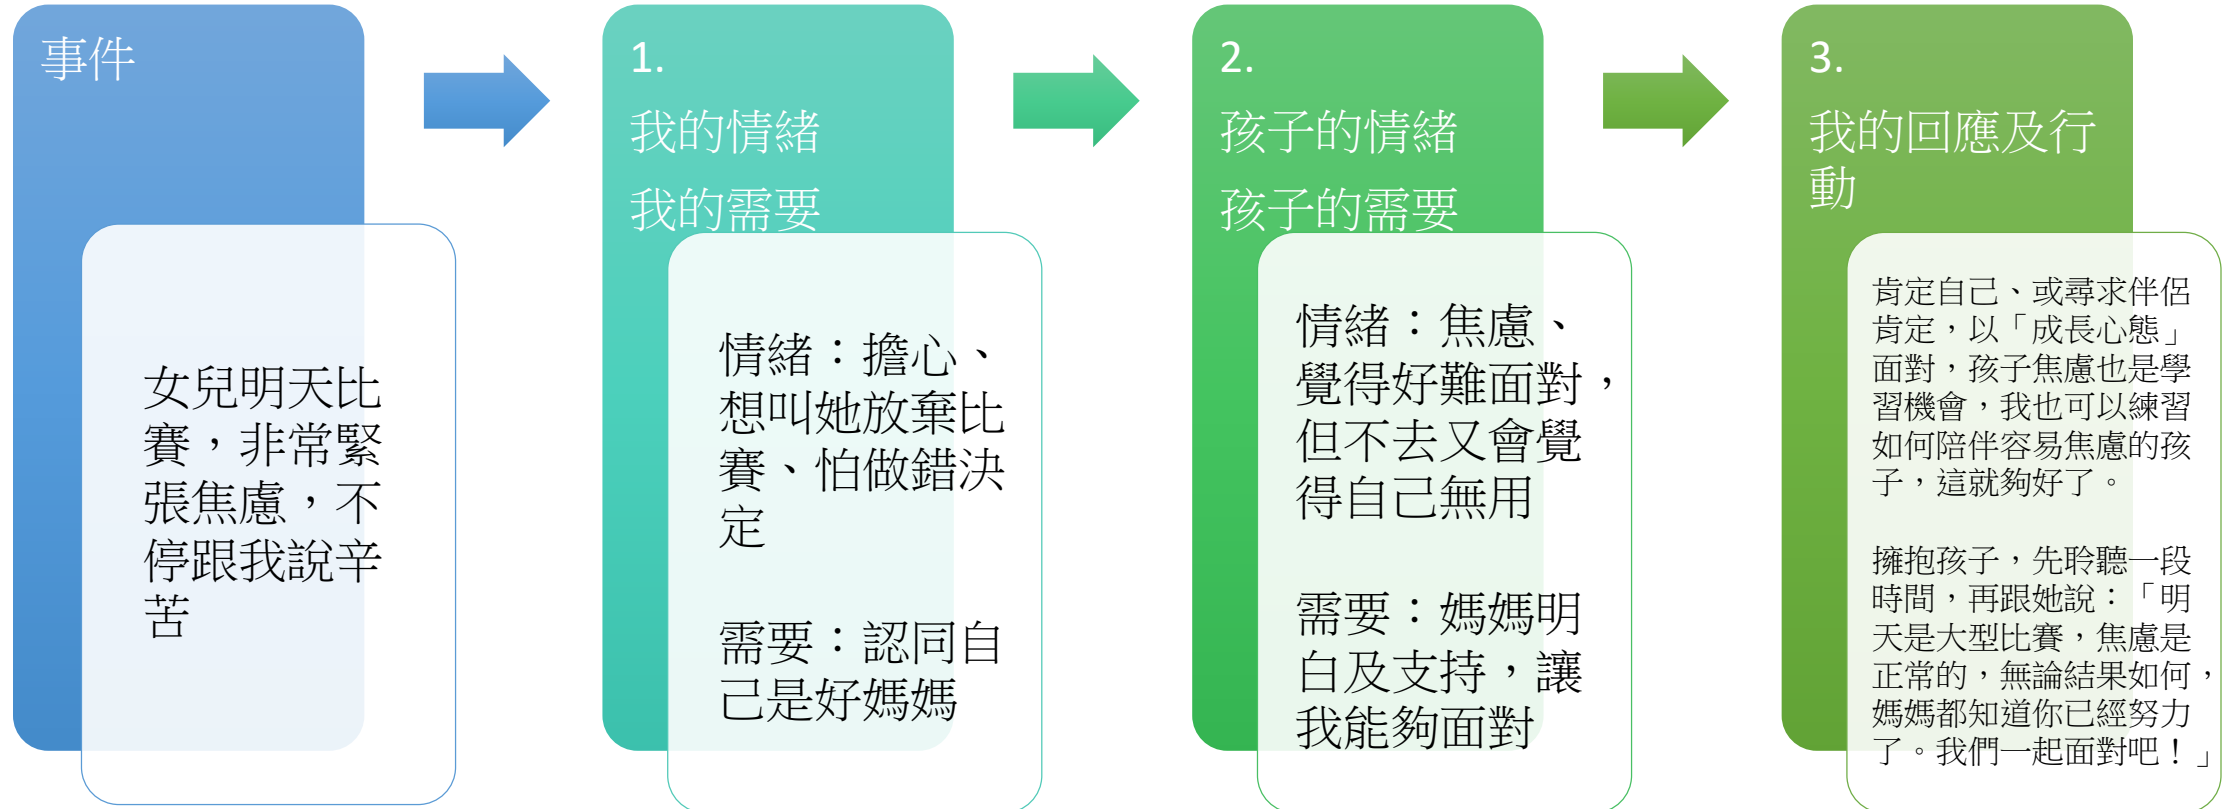 事件
女兒明天比
賽，非常緊
張焦慮，不
停跟我說辛
苦
1.
我的情緒
我的需要
情緒：擔心、
想叫她放棄比
賽、怕做錯決
定
需要：認同自
己是好媽媽
2.
孩子的情緒
孩子的需要
情緒：焦慮、
覺得好難面對，
但不去又會覺
得自己無用
需要：媽媽明
白及支持，讓
我能夠面對
3.
我的回應及行
動
肯定自己、或尋求伴侶
肯定，以「成長心態」
面對，孩子焦慮也是學
習機會，我也可以練習
如何陪伴容易焦慮的孩
子，這就夠好了。
擁抱孩子，先聆聽一段
時間，再跟她說：「明
天是大型比賽，焦慮是
正常的，無論結果如何，
媽媽都知道你已經努力
了。我們一起面對吧！」